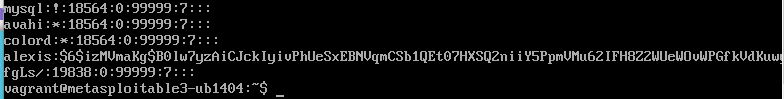 mysql:!:18564:0:99999:7:::
avahi:*:18564:0:99999:7:::
colord:*:18564:0:99999:7:::
alexis:$6$izMVmaKg$B0lw7yzAiCJckIyivPhUeSxEBNVqmCSb1QEt07HXSQ2niiY5PpmVMu62IFH8Z2WUeWOvWPGfkVdKuwg
fgLs/:19838:0:99999:7:::
vagrant@metasploitable3-ub1404:~$ _